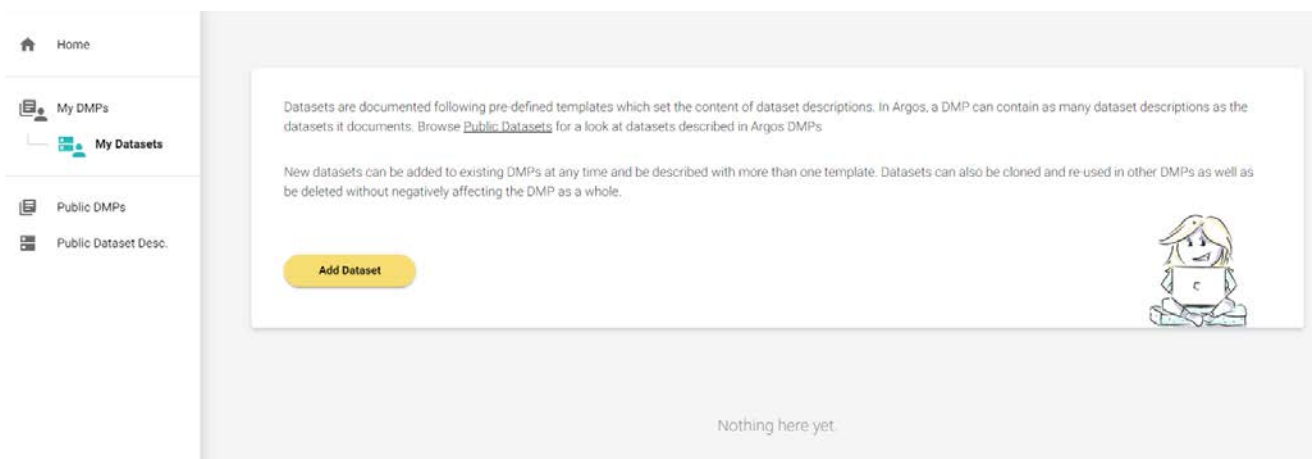 Home
My DMPs
My Datasets
Public DMPs
Public Dataset Desc.
Datasets are documented following pre-defined templates which set the content of dataset descriptions. In Argos, a DMP can contain as many dataset descriptions as the
datasets it documents. Browse Public Datasets for a look at datasets described in Argos DMPs
New datasets can be added to existing DMPs at any time and be described with more than one template. Datasets can also be cloned and re-used in other DMPs as well as
be deleted without negatively affecting the DMP as a whole.
Add Dataset
Nothing here yet